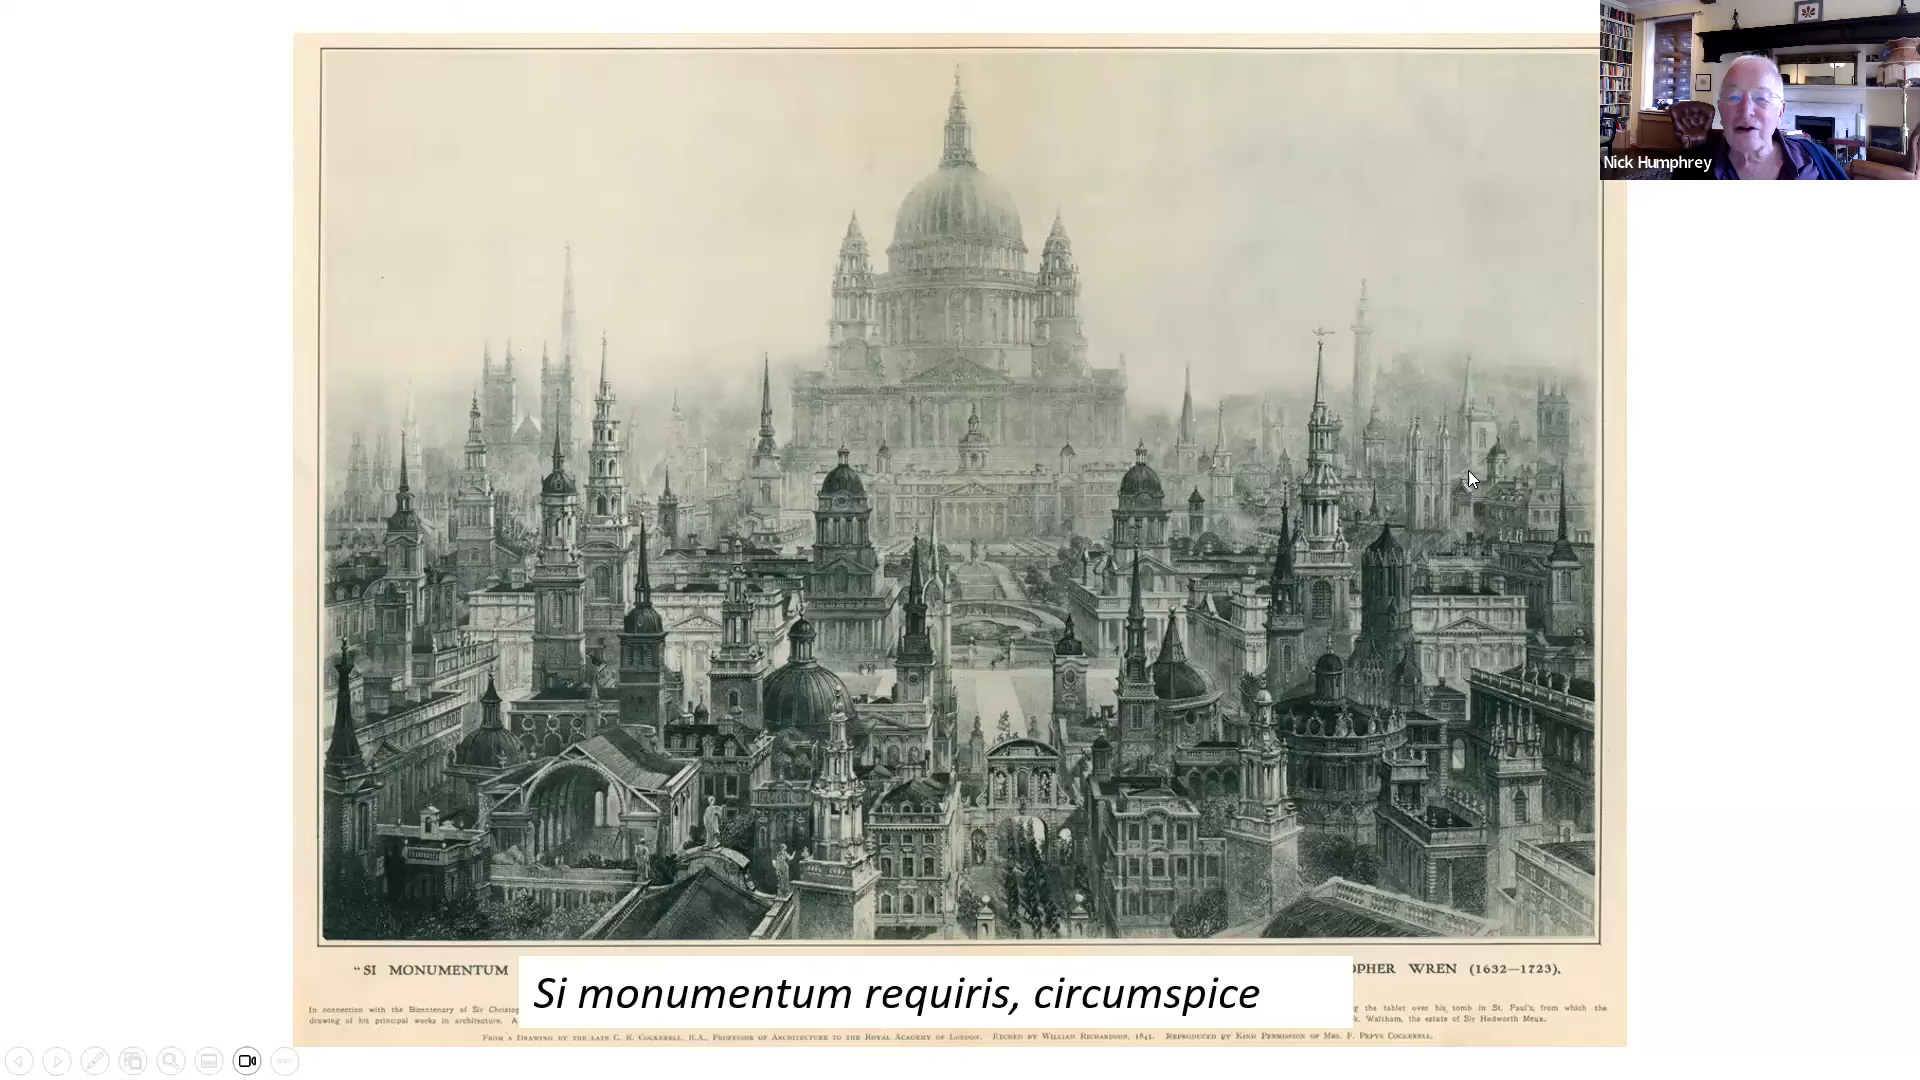 Nick Humphrey
"SI MONUMENTUM
OPHER WREN (1632—1723),
Si monumentum requiris, circumspice
In connection with the Bicentenary of Sir Christop
g the tablet over his tomb in St. Paul's, from which the
drawing of his principal works in architecture. A
k, Waltham, the estate of Sir Hedworth Meux.
FROM A DRAWING BY THE LATE C. R. COCKERELL, R.A., PROFESSOR OF ARCHITECTURE TO THE ROYAL ACADEMY OF LONDON. ETCHED BY WILLIAM RICHARDSON, REPRODUCED BY KIND PERMISSION OF MRS. F. PEPYS COCKERELL.